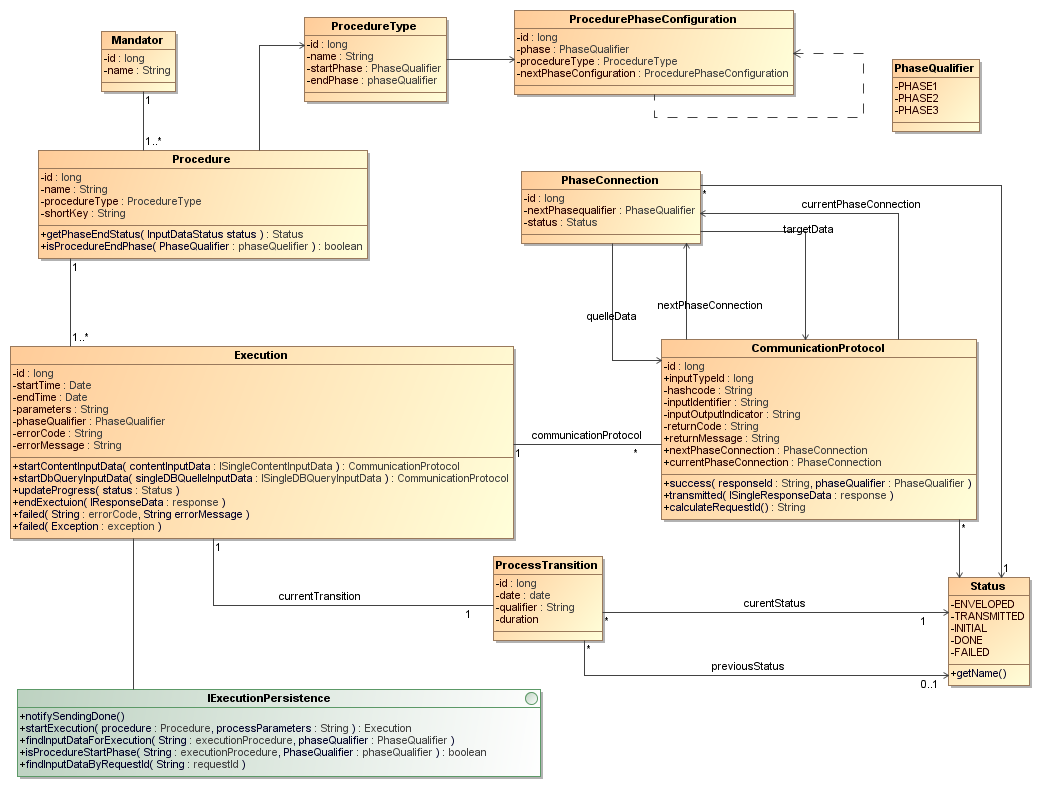 Mandator
-id : long
-name : String
1
1..*
ProcedureType
-id : long
-name : String
-startPhase : PhaseQualifier
-endPhase : phaseQualifier
ProcedurePhaseConfiguration
-id : long
-phase : PhaseQualifier
-procedureType : ProcedureType
-nextPhaseConfiguration : ProcedurePhaseConfiguration
PhaseQualifier
-PHASE1
-PHASE2
-PHASE3
Procedure
-id : long
-name : String
-procedureType : ProcedureType
-shortKey : String
+getPhaseEndStatus( InputDataStatus status ) : Status
+isProcedureEndPhase( PhaseQualifier : phaseQuelifier ) : boolean
1
1..*
PhaseConnection
-id : long
-nextPhasequalifier : PhaseQualifier
-status : Status
*
currentPhaseConnection
targetData
nextPhaseConnection
quelleData
Execution
-id : long
-startTime : Date
-endTime : Date
-parameters : String
-phaseQualifier : PhaseQualifier
-errorCode : String
-errorMessage : String
+startContentInputData( contentInputData : ISingleContentInputData ) : CommunicationProtocol
+startDbQueryInputData( singleDBQuelleInputData : ISingleDBQueryInputData ) : CommunicationProtocol
+updateProgress( status : Status )
+endExectuion( IResponseData : response )
+failed( String : errorCode, String errorMessage )
+failed( Exception : exception )
communicationProtocol
1
*
CommunicationProtocol
-id : long
+inputTypeId : long
-hashcode : String
-inputIdentifier : String
-inputOutputIndicator : String
-returnCode : String
+returnMessage : String
+nextPhaseConnection : PhaseConnection
+currentPhaseConnection : PhaseConnection
+success( responseId : String, phaseQualifier : PhaseQualifier )
+transmitted( ISingleResponseData : response )
+calculateRequestId() : String
*
1
1
currentTransition
1
ProcessTransition
-id : long
-date : date
-qualifier : String
-duration
*
curentStatus
1
*
previousStatus
0..1
Status
-ENVELOPED
-TRANSMITTED
-INITIAL
-DONE
-FAILED
+getName()
IExecutionPersistence
+notifySendingDone()
+startExecution( procedure : Procedure, processParameters : String ) : Execution
+findInputDataForExecution( String : executionProcedure, phaseQualifier : PhaseQualifier )
+isProcedureStartPhase( String : executionProcedure, PhaseQualifier : phaseQualifier ) : boolean
+findInputDataByRequestId( String : requestId )